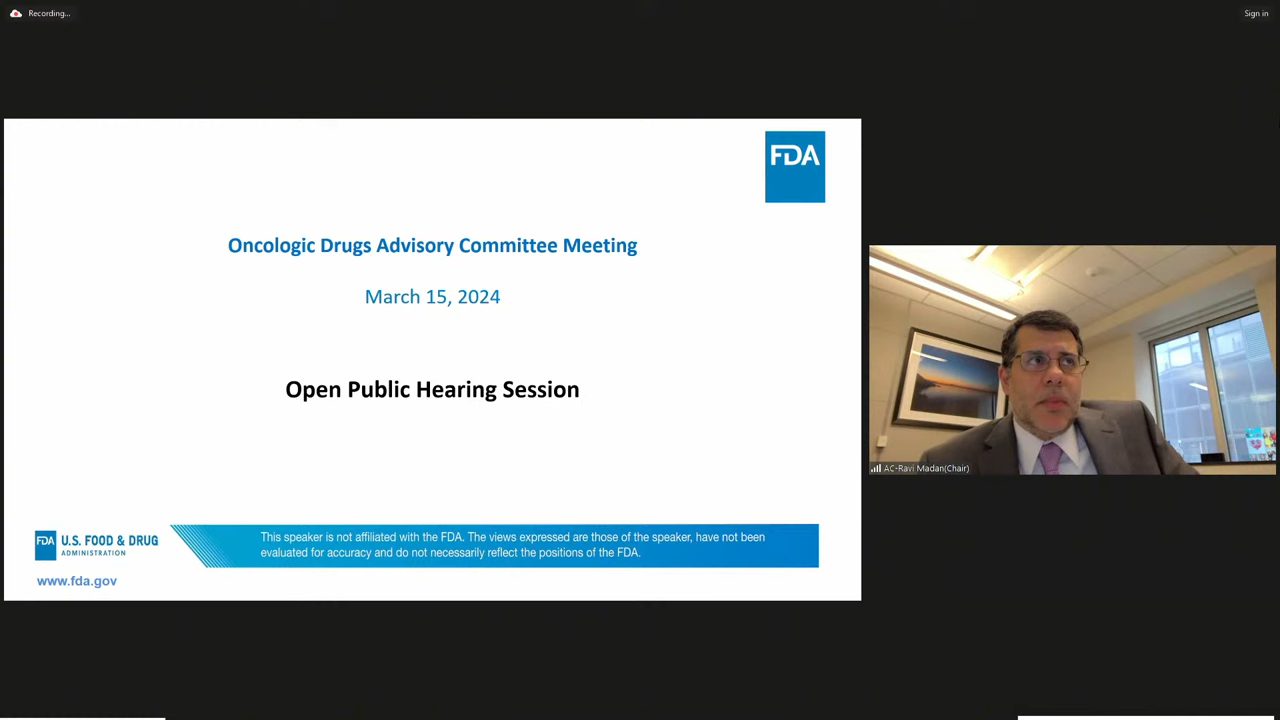 Recording...
Sign in
FDA
Oncologic Drugs Advisory Committee Meeting
March 15, 2024
Open Public Hearing Session
FDA U.S. FOOD & DRUG
ADMINISTRATION
This speaker is not affiliated with the FDA. The views expressed are those of the speaker, have not been
evaluated for accuracy and do not necessarily reflect the positions of the FDA.
www.fda.gov
AC-Ravi Madan(Chair)